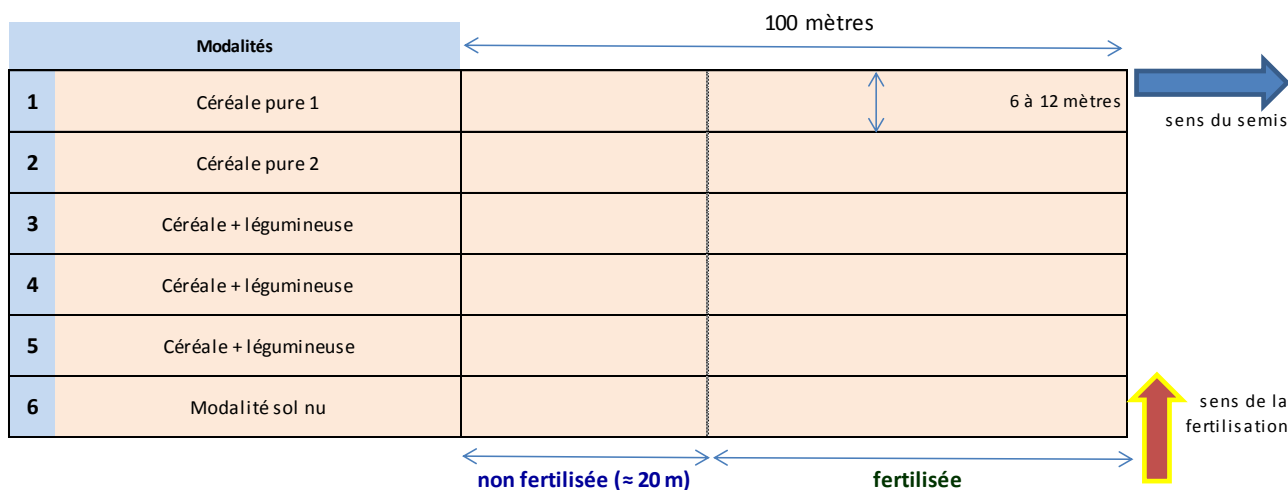 100 mètres
Modalités
1 Céréale pure 1
6 à 12 mètres
sens du semis
2 Céréale pure 2
3 Céréale + légumineuse
4 Céréale + légumineuse
5 Céréale + légumineuse
6 Modalité sol nu
sens de la
fertilisation
non fertilisée (≈ 20 m)
fertilisée